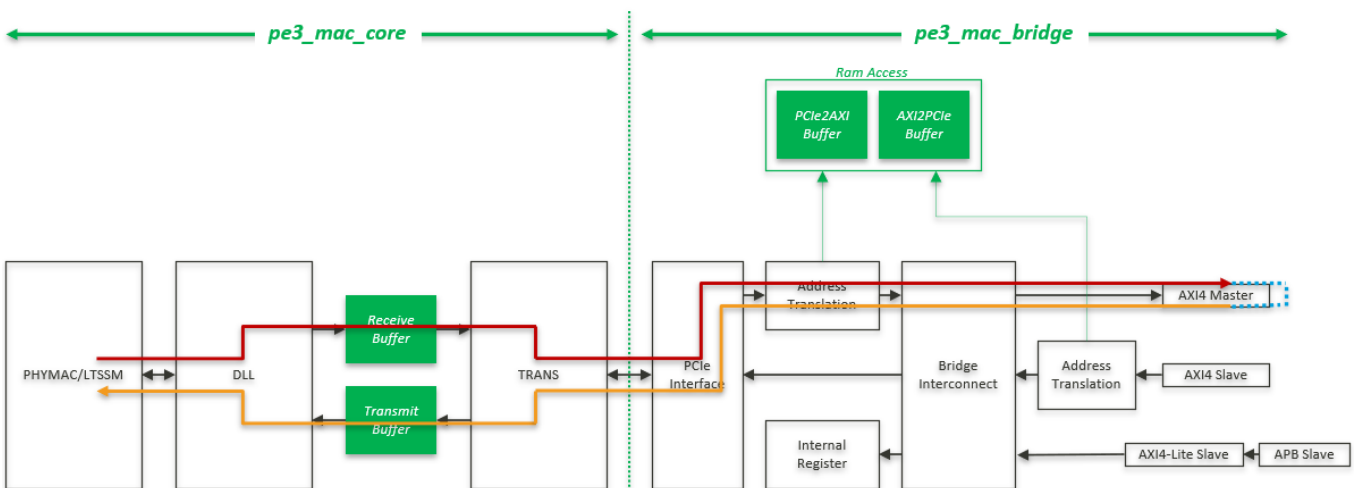 pe3_mac_core
pe3_mac_bridge
Ram Access
PCIe2AXI
Buffer
AXI2PCIe
Buffer
PHYMAC/LTSSM
DLL
Receive
Buffer
Transmit
Buffer
TRANS
PCIe
Interface
Address
Translation
Internal
Register
Bridge
Interconnect
AXI4 Master
Address
Translation
AXI4 Slave
AXI4-Lite Slave
APB Slave